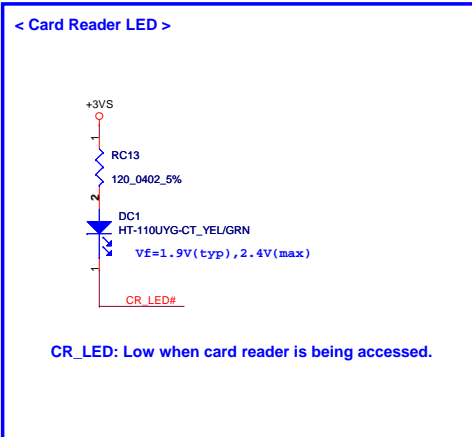 < Card Reader LED >
+3VS
1
RC13
120_0402_5%
2
DC1
HT-110UYG-CT_YEL/GRN
Vf=1.9V(typ),2.4V(max)
1
CR_LED#
CR_LED: Low when card reader is being accessed.